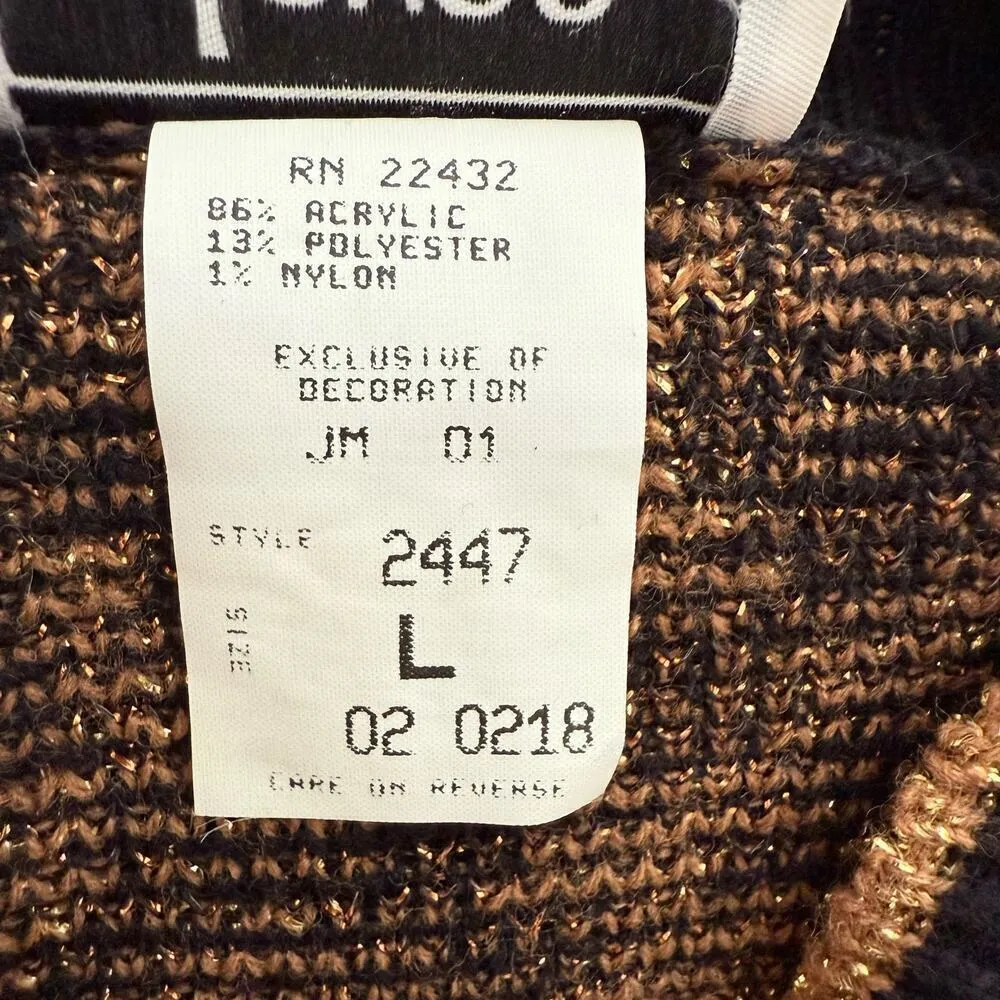 RN 22432
86% ACRYLIC
13% POLYESTER
1% NYLON
EXCLUSIVE OF
DECORATION
JM 01
STYLE 2447
SIZE L
02 0218
CARE ON REVERSE